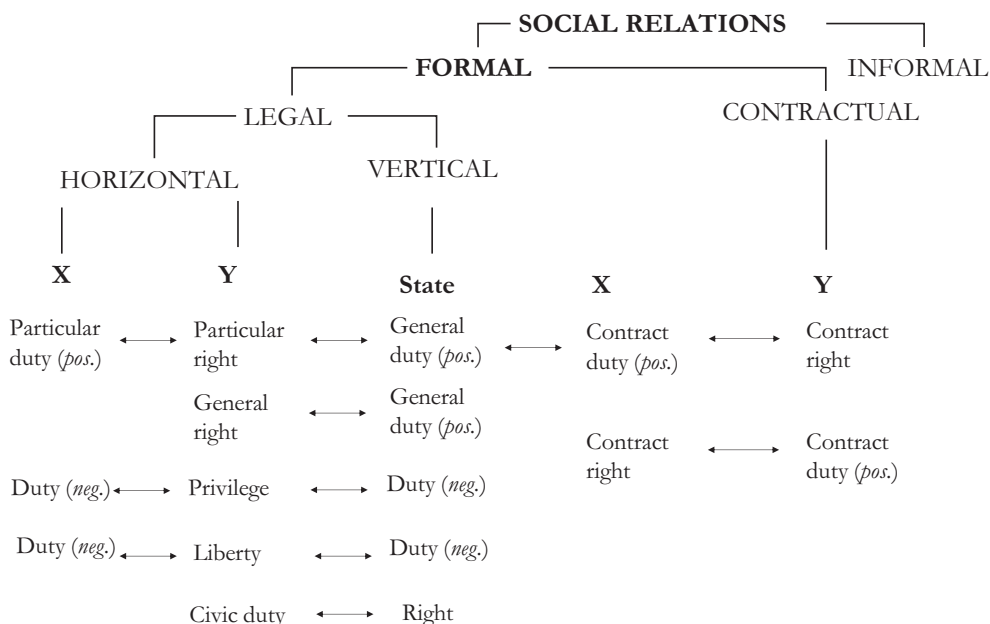 SOCIAL RELATIONS
FORMAL
INFORMAL
LEGAL
CONTRACTUAL
HORIZONTAL
VERTICAL
X
Y
State
X
Y
Particular
duty (pos.)
Particular
right
General
duty (pos.)
Contract
duty (pos.)
Contract
right
General
right
General
duty (pos.)
Contract
right
Contract
duty (pos.)
Duty (neg.)
Privilege
Duty (neg.)
Duty (neg.)
Liberty
Duty (neg.)
Civic duty
Right